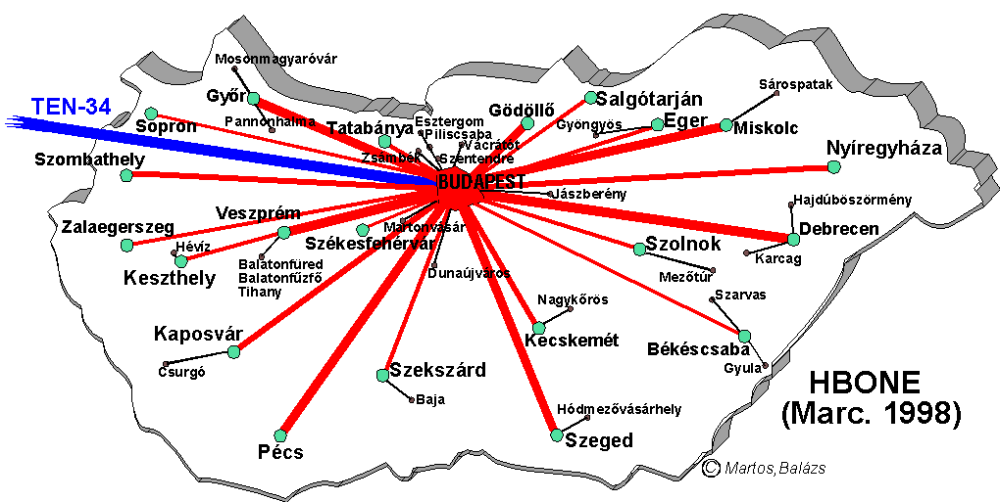 Mosonmagyaróvár
Sárospatak
TEN-34
Győr
Gödöllő
Salgótarján
Sopron
Pannonhalma
Tatabánya
Esztergom
Piliscsaba
Vácrátót
Gyöngyös
Eger
Miskolc
Szombathely
Zsámbék
Szentendre
Nyíregyháza
BUDAPEST
Jászberény
Hajdúböszörmény
Veszprém
Zalaegerszeg
Martonvásár
Debrecen
Hévíz
Székesfehérvár
Szolnok
Karcag
Keszthely
Balatonfüred
Balatonfűzfő
Tihany
Dunaújváros
Mezőtúr
Nagykőrös
Szarvas
Kaposvár
Kecskemét
Békéscsaba
Csurgó
Szekszárd
Gyula
HBONE
Baja
Hódmezővásárhely
(Marc. 1998)
Pécs
Szeged
© Martos,Balázs